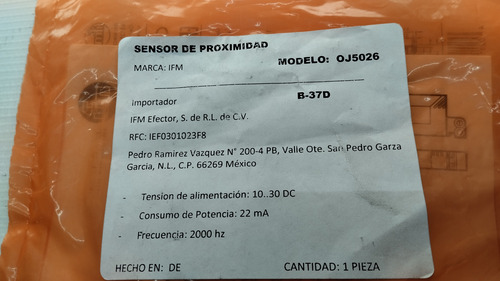 SENSOR DE PROXIMIDAD
MARCA: IFM
MODELO: OJ5026
Importador
B-37D
IFM Efector, S. de R.L. de C.V.
RFC: IEF0301023F8
Pedro Ramirez Vazquez N° 200-4 PB, Valle Ote. San Pedro Garza
Garcia, N.L., C.P. 66269 México
- Tension de alimentación: 10..30 DC
- Consumo de Potencia: 22 mA
- Frecuencia: 2000 hz
HECHO EN: DE
CANTIDAD: 1 PIEZA